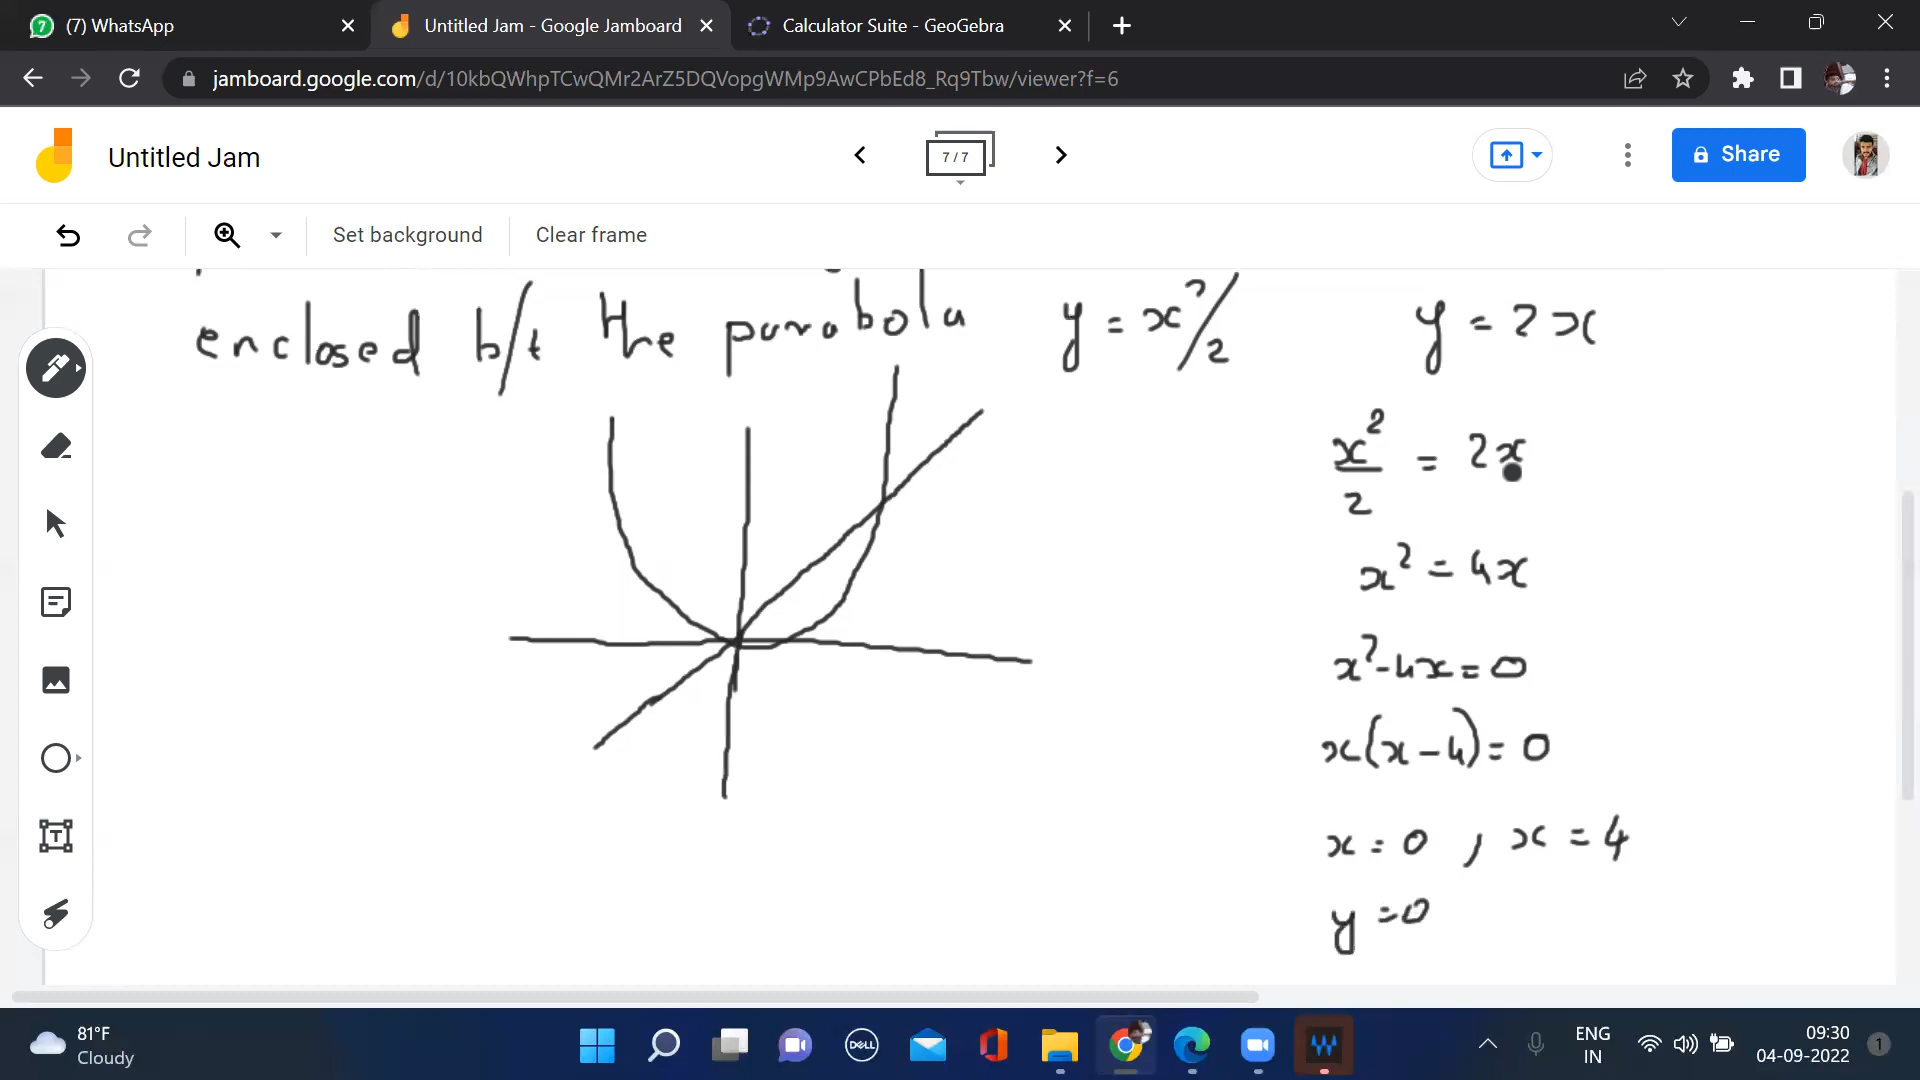 (7) WhatsApp
Untitled Jam - Google Jamboard
Calculator Suite - GeoGebra
jamboard.google.com/d/10kbQWhpTCwQMr2ArZ5DQVopgWMp9AwCPbEd8_Rq9Tbw/viewer?f=6
Untitled Jam
7 / 7
Share
Set background
Clear frame
enclosed b/t the parabola y = x²/2 y = 2x
x²/2 = 2x
x² = 4x
x²-4x=0
x(x-4)=0
x=0, x=4
y=0
81°F
Cloudy
DELL
ENG
IN
09:30
04-09-2022
1